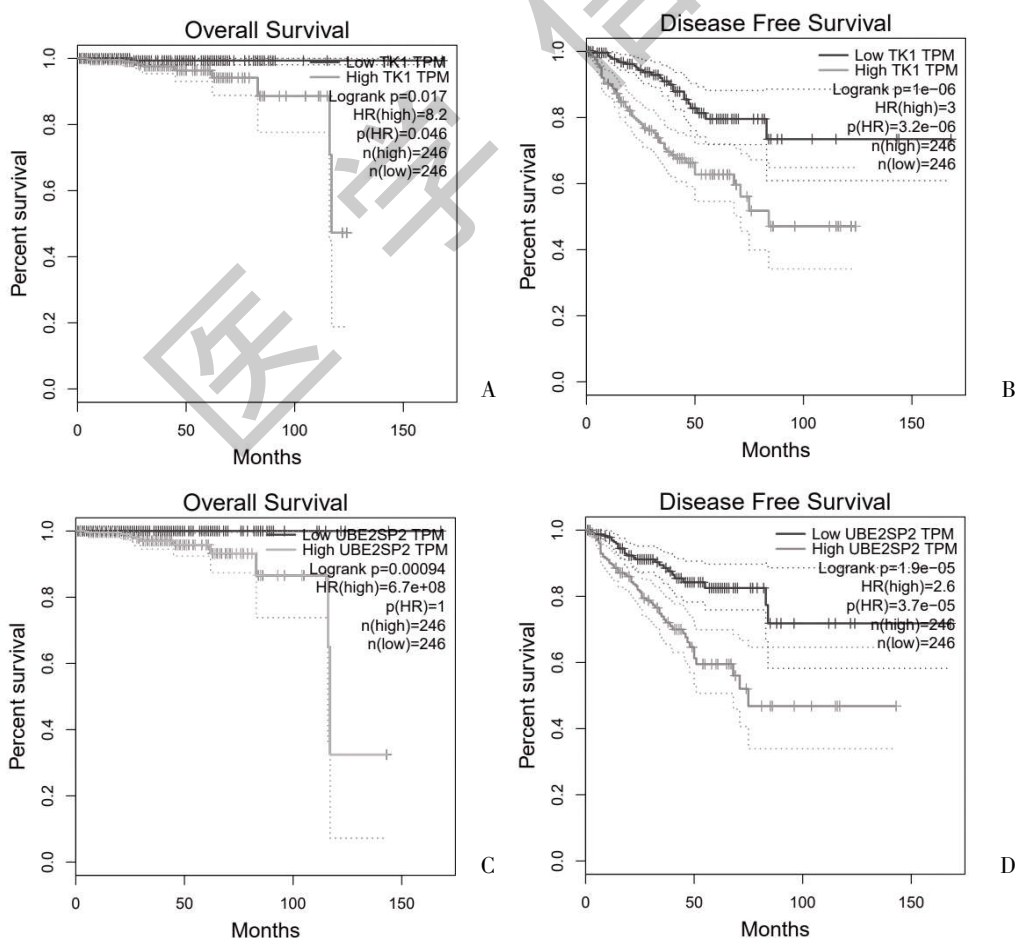 Overall Survival
Low TK1 TPM
High TK1 TPM
Logrank p=0.017
HR(high)=8.2
p(HR)=0.046
n(high)=246
n(low)=246
Percent survival
1.0
0.8
0.6
0.4
0.2
0.0
0
50
100
150
Months
A
Disease Free Survival
Low TK1 TPM
High TK1 TPM
Logrank p=1e−06
HR(high)=3
p(HR)=3.2e−06
n(high)=246
n(low)=246
Percent survival
1.0
0.8
0.6
0.4
0.2
0.0
0
50
100
150
Months
B
Overall Survival
Low UBE2SP2 TPM
High UBE2SP2 TPM
Logrank p=0.00094
HR(high)=6.7e+08
p(HR)=1
n(high)=246
n(low)=246
Percent survival
1.0
0.8
0.6
0.4
0.2
0.0
0
50
100
150
Months
C
Disease Free Survival
Low UBE2SP2 TPM
High UBE2SP2 TPM
Logrank p=1.9e−05
HR(high)=2.6
p(HR)=3.7e−05
n(high)=246
n(low)=246
Percent survival
1.0
0.8
0.6
0.4
0.2
0.0
0
50
100
150
Months
D
医学信